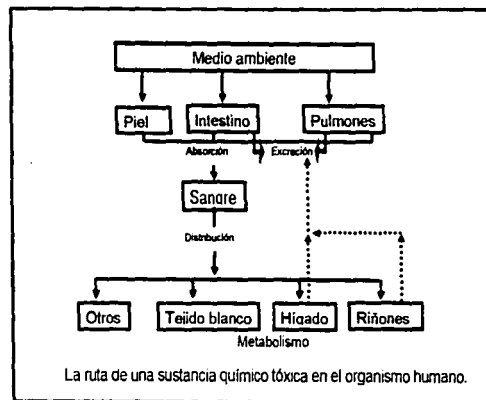 Medio ambiente
Piel Intestino Pulmones
Absorción Excreción
Sangre
Distribución
Otros Tejido blanco Hígado Riñones
Metabolismo
La ruta de una sustancia químico tóxica en el organismo humano.